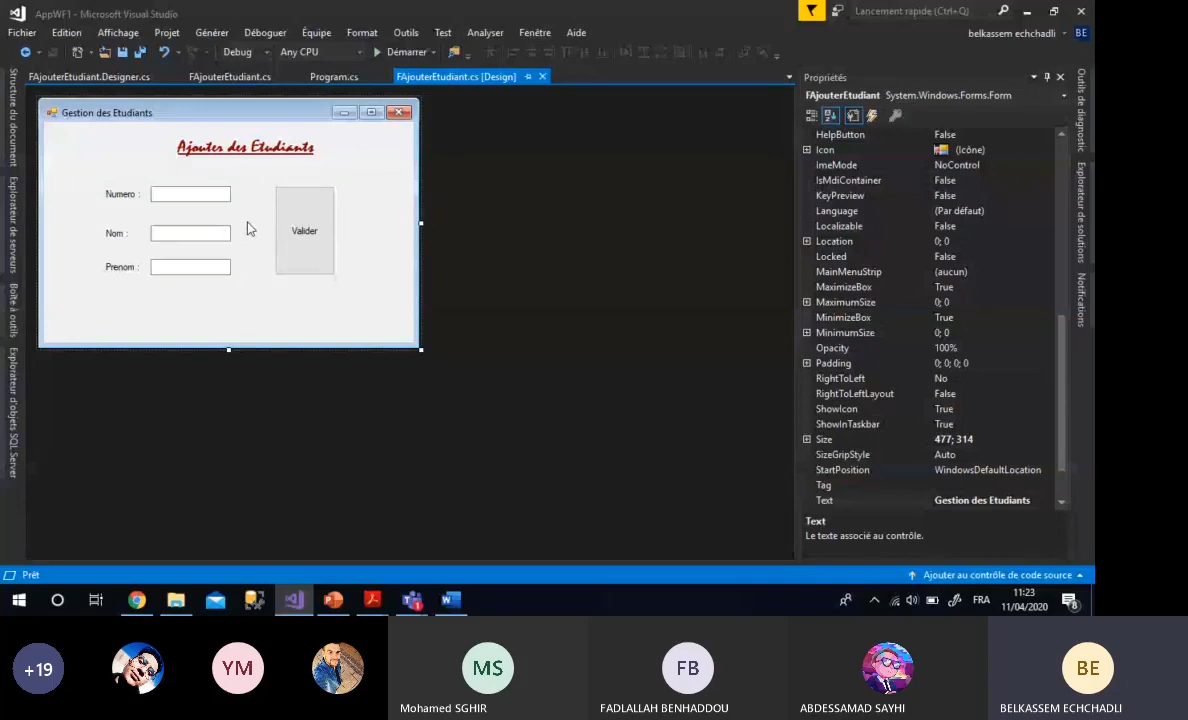 AppWF1 - Microsoft Visual Studio
Lancement rapide (Ctrl+Q)
Fichier Edition Affichage Projet Générer Déboguer Équipe Format Outils Test Analyser Fenêtre Aide
belkassem echchadli BE
Debug Any CPU Démarrer
FAjouterEtudiant.Designer.cs FAjouterEtudiant.cs Program.cs FAjouterEtudiant.cs [Design]
Structure du document
Explorateur de serveurs
Boîte à outils
Explorateur d'objets SQL Server
Gestion des Etudiants
Ajouter des Etudiants
Numero :
Nom :
Prenom :
Valider
Propriétés
FAjouterEtudiant System.Windows.Forms.Form
HelpButton False
Icon (Icône)
ImeMode NoControl
IsMdiContainer False
KeyPreview False
Language (Par défaut)
Localizable False
Location 0; 0
Locked False
MainMenuStrip (aucun)
MaximizeBox True
MaximumSize 0; 0
MinimizeBox True
MinimumSize 0; 0
Opacity 100%
Padding 0; 0; 0; 0
RightToLeft No
RightToLeftLayout False
ShowIcon True
ShowInTaskbar True
Size 477; 314
SizeGripStyle Auto
StartPosition WindowsDefaultLocation
Tag
Text Gestion des Etudiants
Text
Le texte associé au contrôle.
Outils de diagnostic
Explorateur de solutions
Notifications
Prêt
Ajouter au contrôle de code source
FRA
11:23
11/04/2020
8
1
+19
YM
MS
Mohamed SGHIR
FB
FADLALLAH BENHADDOU
ABDESSAMAD SAYHI
BE
BELKASSEM ECHCHADLI